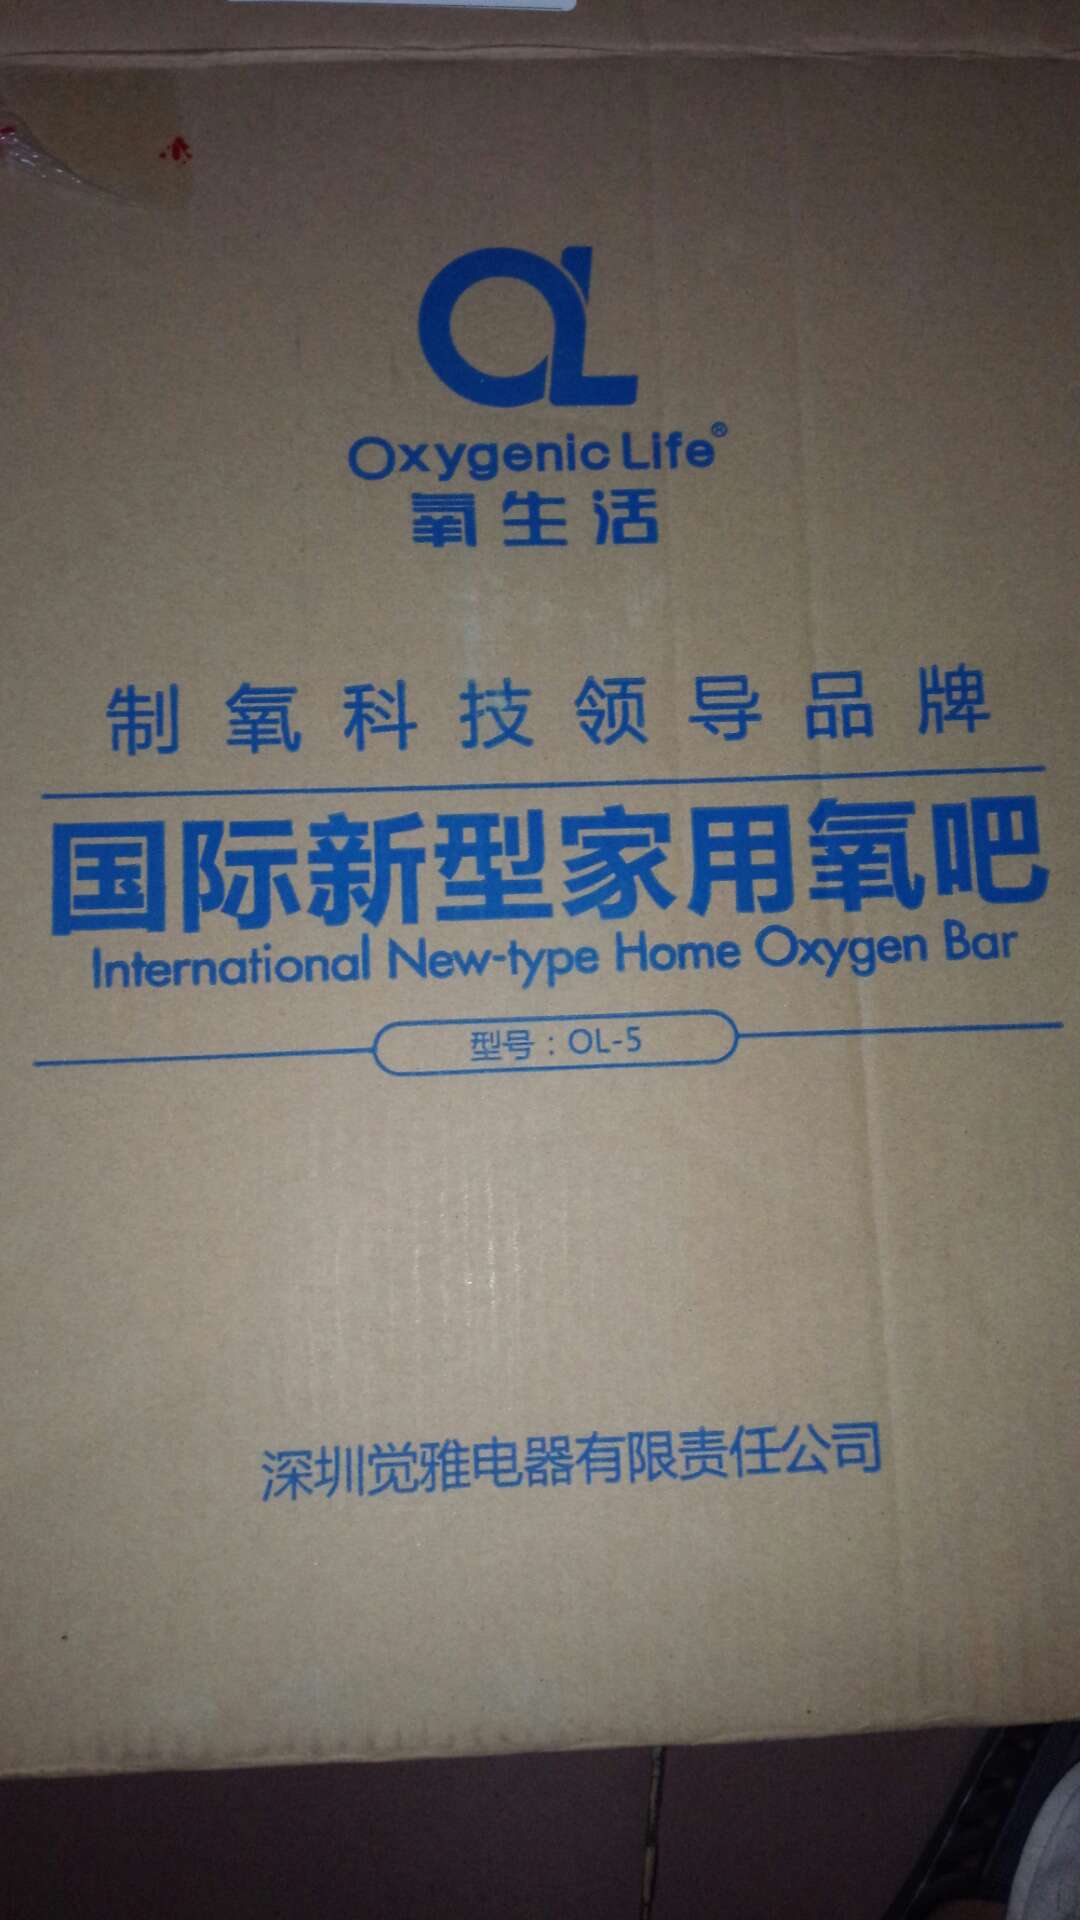 OL
Oxygenic Life®
氧生活
制氧科技领导品牌
国际新型家用氧吧
International New-type Home Oxygen Bar
型号：OL-5
深圳觉雅电器有限责任公司